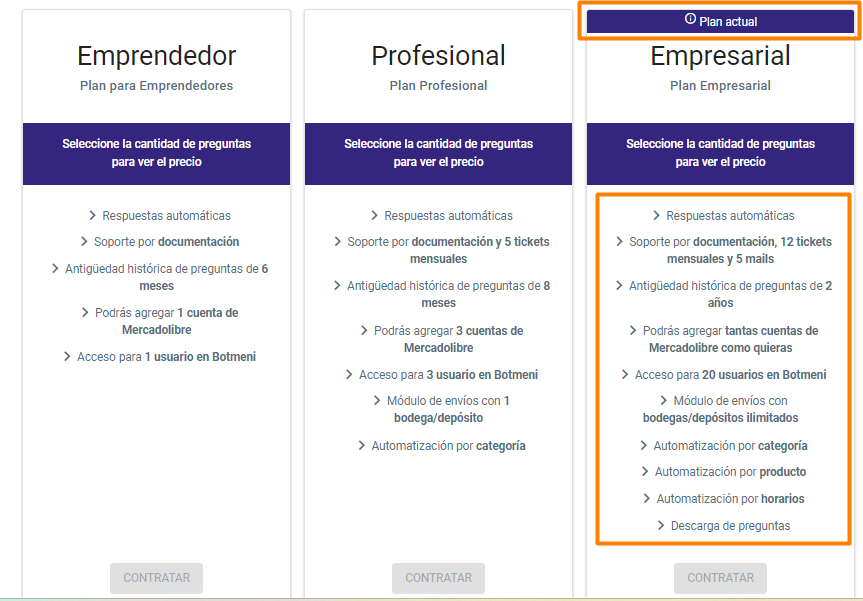 Emprendedor
Plan para Emprendedores
Seleccione la cantidad de preguntas
para ver el precio
Respuestas automáticas
Soporte por documentación
Antigüedad histórica de preguntas de 6
meses
Podrás agregar 1 cuenta de
Mercadolibre
Acceso para 1 usuario en Botmeni
CONTRATAR
Profesional
Plan Profesional
Seleccione la cantidad de preguntas
para ver el precio
Respuestas automáticas
Soporte por documentación y 5 tickets
mensuales
Antigüedad histórica de preguntas de 8
meses
Podrás agregar 3 cuentas de
Mercadolibre
Acceso para 3 usuario en Botmeni
Módulo de envíos con 1
bodega/depósito
Automatización por categoría
CONTRATAR
Plan actual
Empresarial
Plan Empresarial
Seleccione la cantidad de preguntas
para ver el precio
Respuestas automáticas
Soporte por documentación, 12 tickets
mensuales y 5 mails
Antigüedad histórica de preguntas de 2
años
Podrás agregar tantas cuentas de
Mercadolibre como quieras
Acceso para 20 usuarios en Botmeni
Módulo de envíos con
bodegas/depósitos ilimitados
Automatización por categoría
Automatización por producto
Automatización por horarios
Descarga de preguntas
CONTRATAR